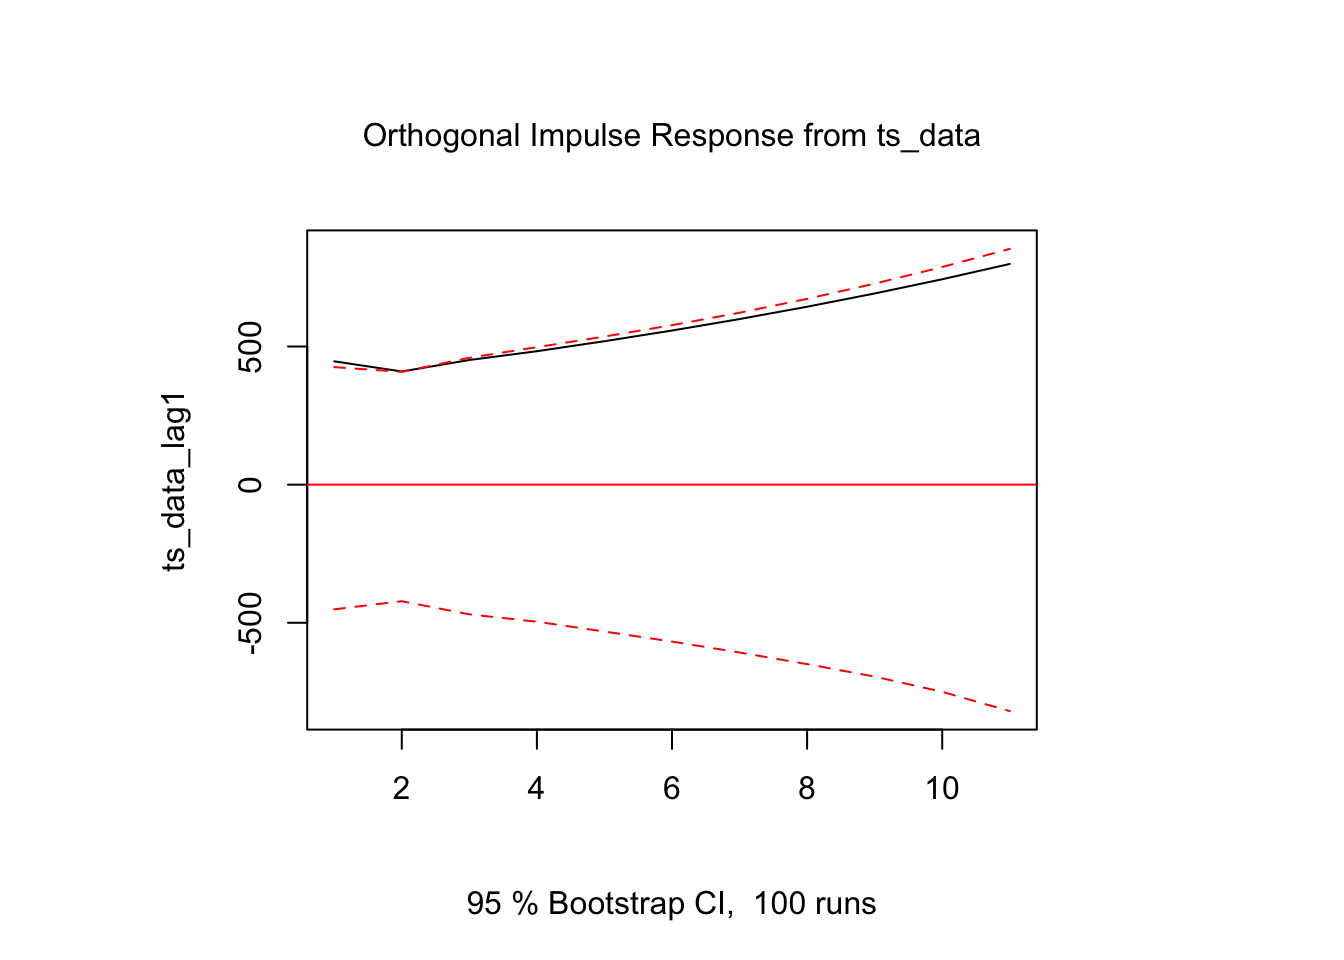 Orthogonal Impulse Response from ts_data
ts_data_lag1
500
0
-500
2 4 6 8 10
95 % Bootstrap CI,  100 runs